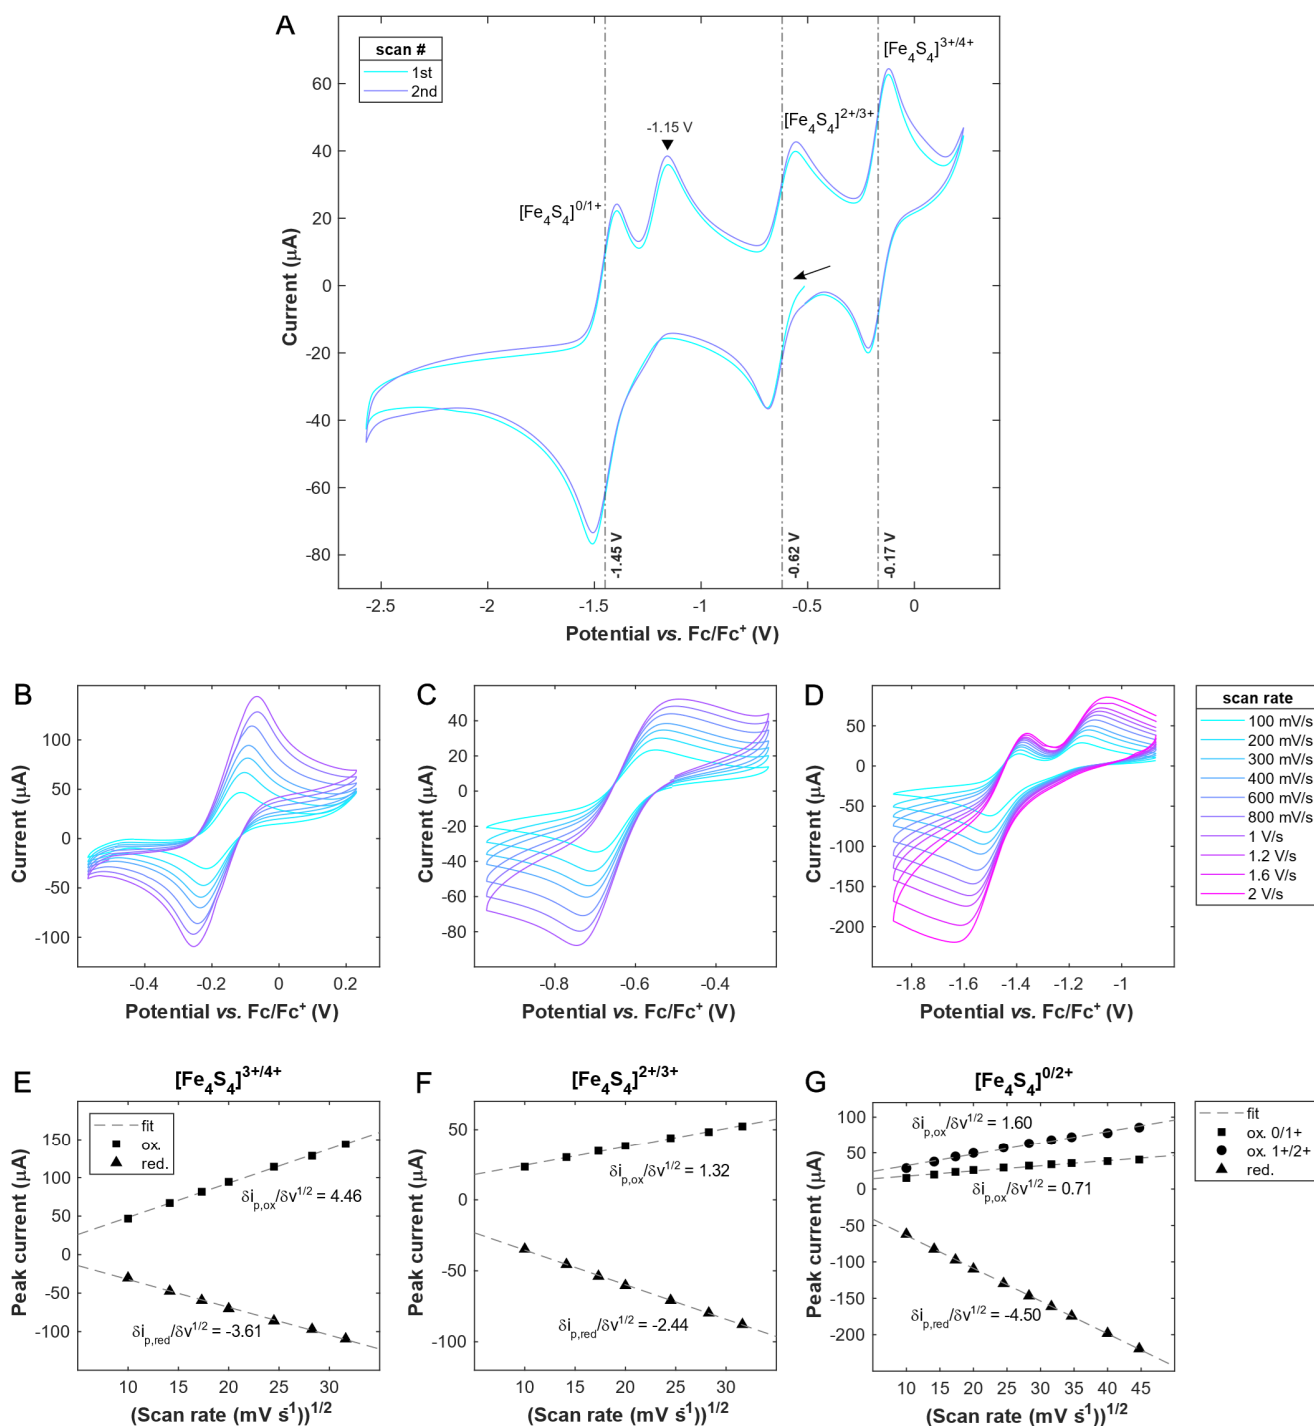 A
scan #
1st
2nd
[Fe4S4]3+/4+
-1.15 V
[Fe4S4]2+/3+
[Fe4S4]0/1+
60
40
20
0
-20
-40
-60
-80
Current (μA)
-1.45 V
-0.62 V
-0.17 V
-2.5
-2
-1.5
-1
-0.5
0
Potential vs. Fc/Fc+ (V)
B
100
50
0
-50
-100
Current (μA)
-0.4
-0.2
0
0.2
Potential vs. Fc/Fc+ (V)
C
40
20
0
-20
-40
-60
-80
Current (μA)
-0.8
-0.6
-0.4
Potential vs. Fc/Fc+ (V)
D
50
0
-50
-100
-150
-200
Current (μA)
-1.8
-1.6
-1.4
-1.2
-1
Potential vs. Fc/Fc+ (V)
scan rate
100 mV/s
200 mV/s
300 mV/s
400 mV/s
600 mV/s
800 mV/s
1 V/s
1.2 V/s
1.6 V/s
2 V/s
E
[Fe4S4]3+/4+
fit
ox.
red.
150
100
50
0
-50
-100
Peak current (μA)
δip,ox/δv1/2 = 4.46
δip,red/δv1/2 = -3.61
10
15
20
25
30
(Scan rate (mV s-))1/2
F
[Fe4S4]2+/3+
50
0
-50
-100
Peak current (μA)
δip,ox/δv1/2 = 1.32
δip,red/δv1/2 = -2.44
10
15
20
25
30
(Scan rate (mV s-))1/2
G
[Fe4S4]0/2+
100
50
0
-50
-100
-150
-200
Peak current (μA)
δip,ox/δv1/2 = 1.60
δip,ox/δv1/2 = 0.71
δip,red/δv1/2 = -4.50
10
15
20
25
30
35
40
45
(Scan rate (mV s-))1/2
fit
ox. 0/1+
ox. 1+/2+
red.